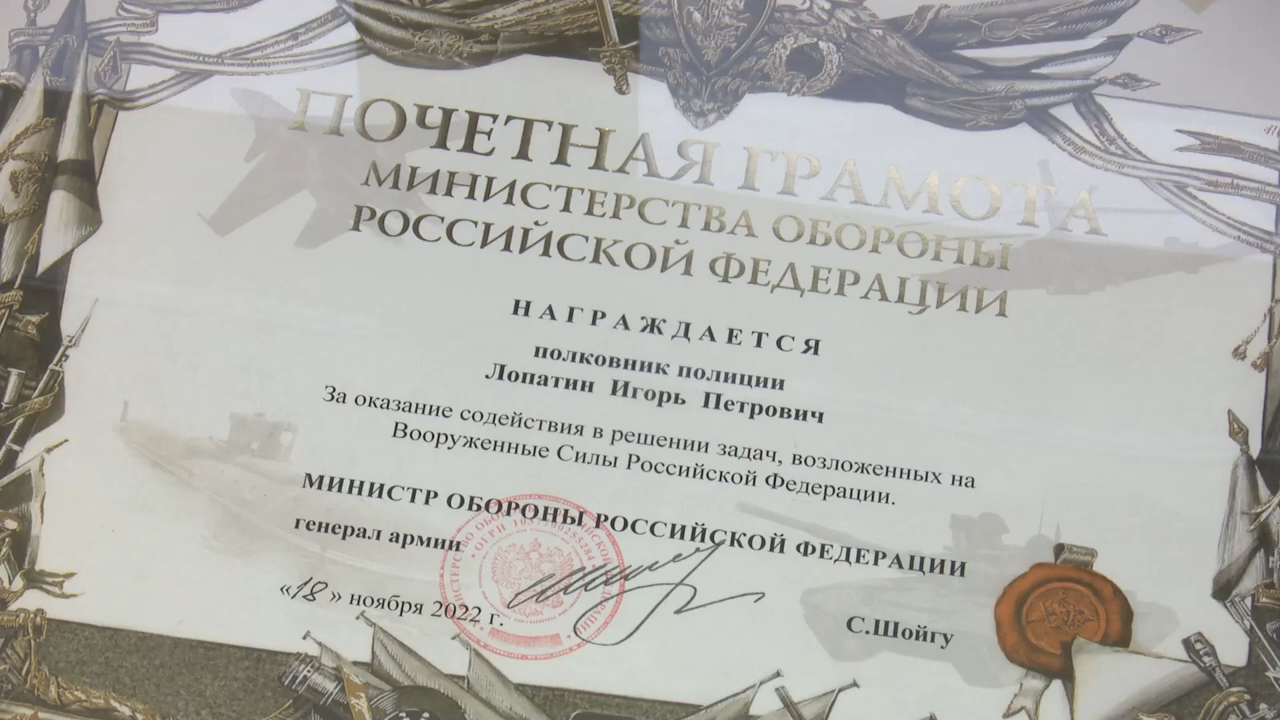 ПОЧЕТНАЯ ГРАМОТА
МИНИСТЕРСТВА ОБОРОНЫ
РОССИЙСКОЙ ФЕДЕРАЦИИ
НАГРАЖДАЕТСЯ
полковник полиции
Лопатин Игорь Петрович
За оказание содействия в решении задач, возложенных на
Вооруженные Силы Российской Федерации.
МИНИСТР ОБОРОНЫ РОССИЙСКОЙ ФЕДЕРАЦИИ
генерал армии
«18» ноября 2022 г.
С.Шойгу